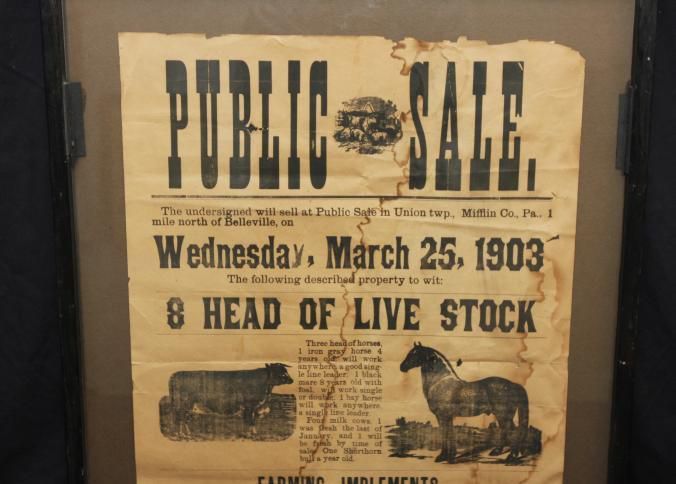 PUBLIC SALE.
The undersigned will sell at Public Sale in Union twp., Mifflin Co., Pa., 1
mile north of Belleville, on
Wednesday, March 25, 1903
The following described property to wit:
8 HEAD OF LIVE STOCK
Three head of horses,
1 iron gray horse 4
years old, will work
anywhere, a good sing-
le line leader; 1 black
mare 8 years old with
foal, will work single
or double, 1 bay horse
will work anywhere,
a single line leader.
Four milk cows, 1
was fresh the last of
January, and 1 will
be fresh by time of
sale. One Shorthorn
bull a year old.
FARMING IMPLEMENTS